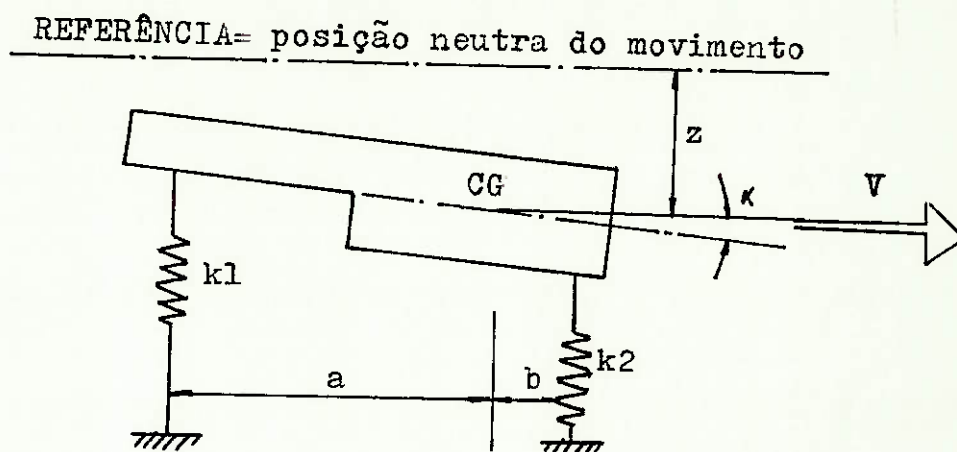 REFERÊNCIA= posição neutra do movimento
z
CG
V
k1
k2
a
b